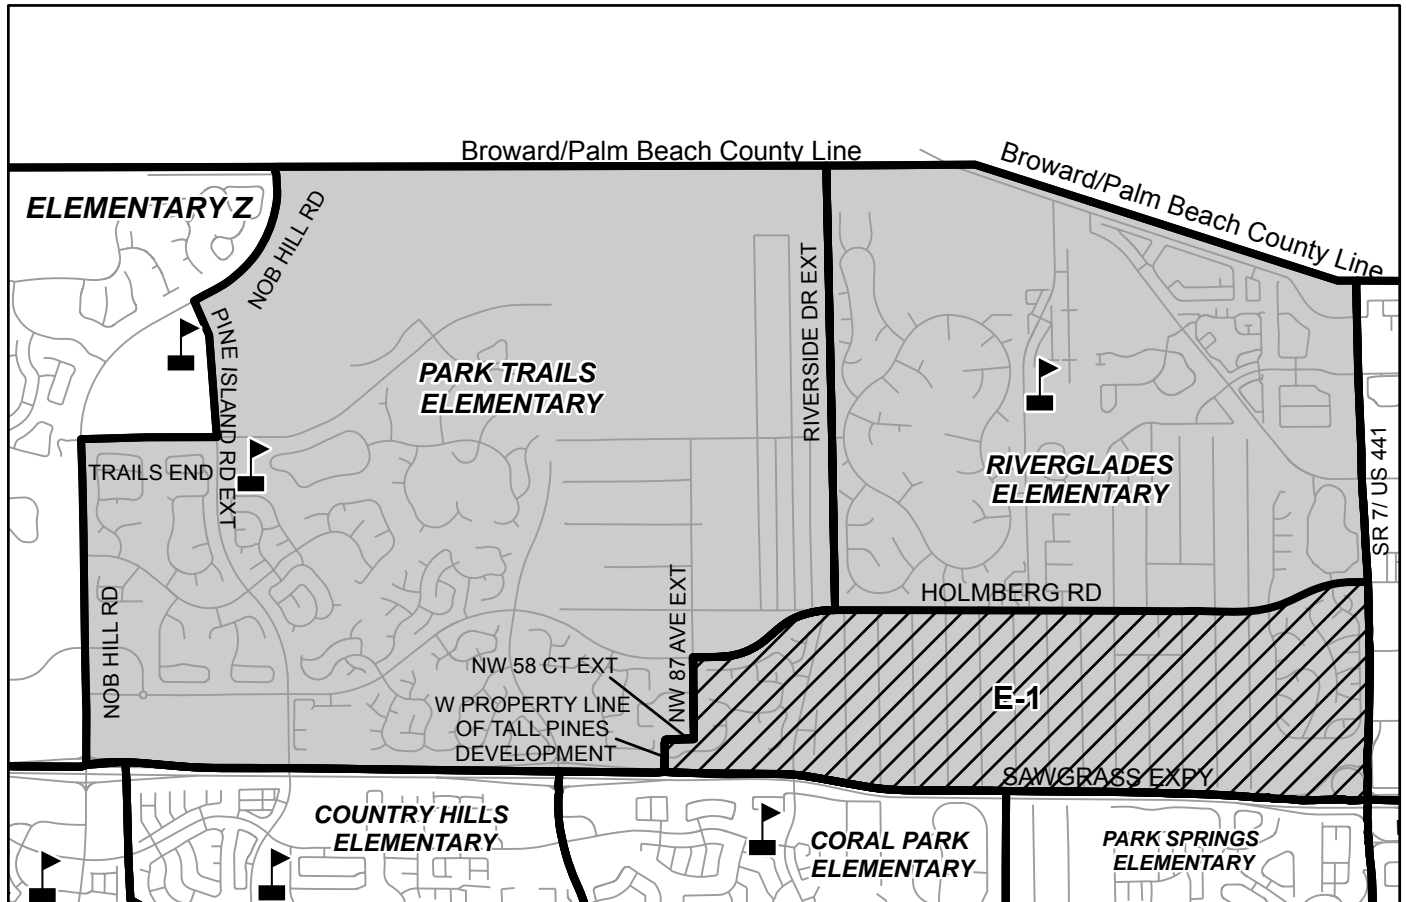 Broward/Palm Beach County Line
Broward/Palm Beach County Line
ELEMENTARY Z
NOB HILL RD
PINE ISLAND RD EXT
RIVERSIDE DR EXT
PARK TRAILS
ELEMENTARY
RIVERGLADES
ELEMENTARY
SR 7/ US 441
TRAILS END
NOB HILL RD
NW 87 AVE EXT
HOLMBERG RD
NW 58 CT EXT
W PROPERTY LINE
OF TALL PINES
DEVELOPMENT
E-1
SAWGRASS EXPY
COUNTRY HILLS
ELEMENTARY
CORAL PARK
ELEMENTARY
PARK SPRINGS
ELEMENTARY